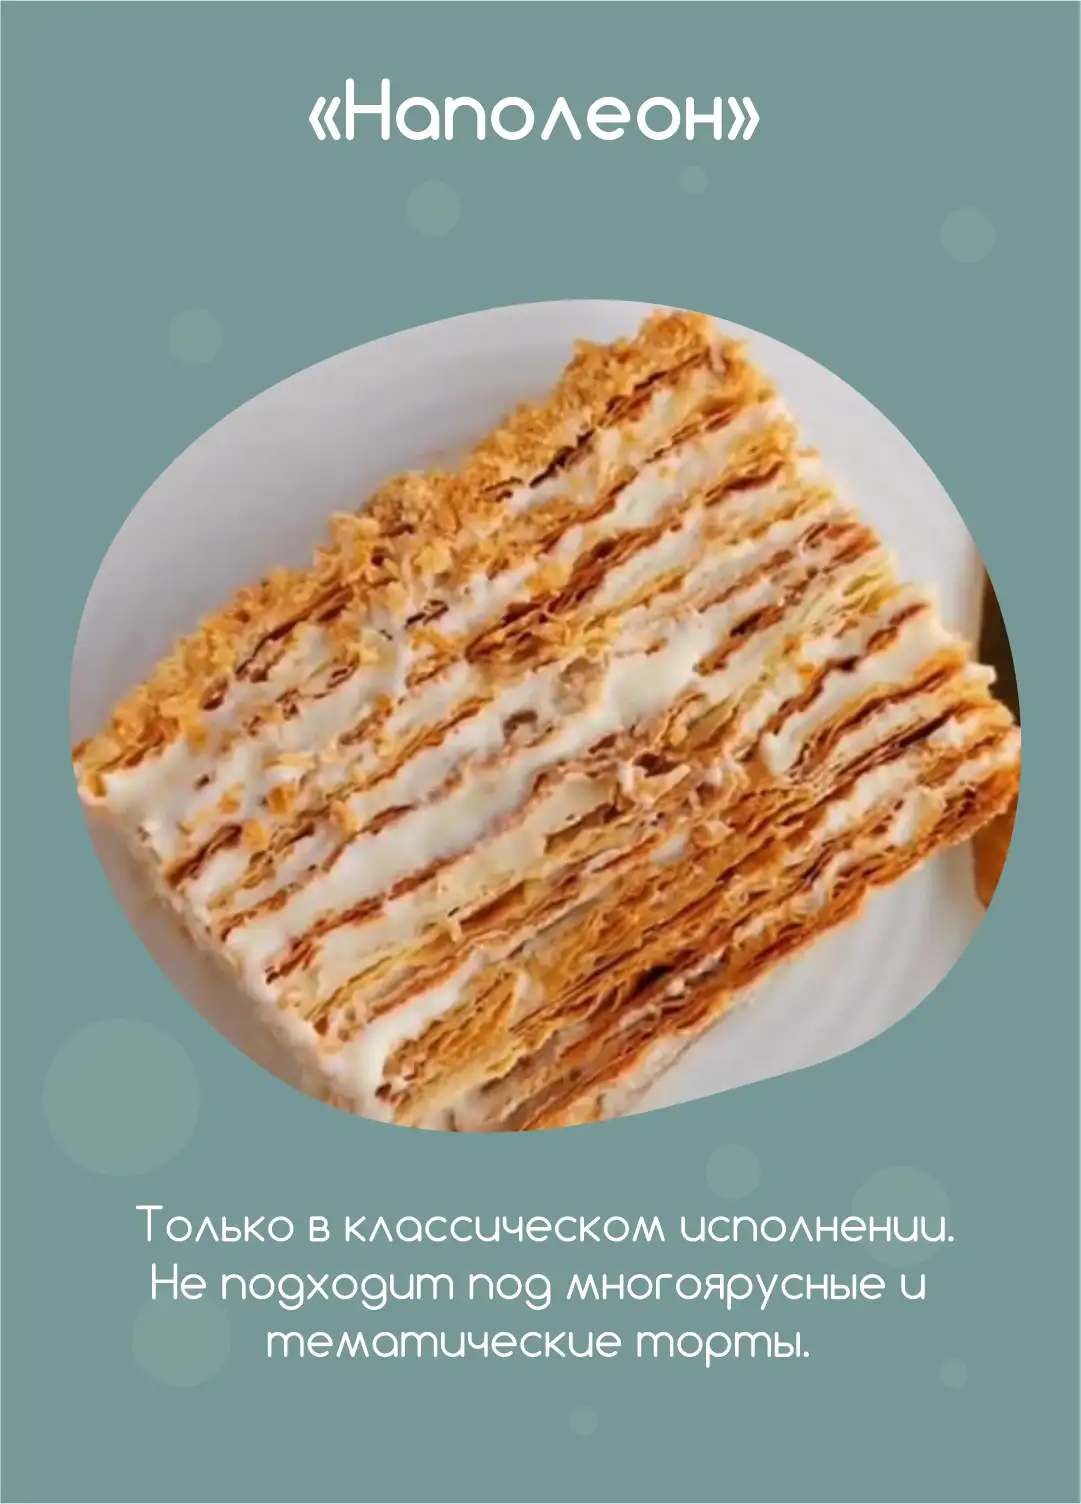 «Наполеон»
Только в классическом исполнении.
Не подходит под многоярусные и
тематические торты.